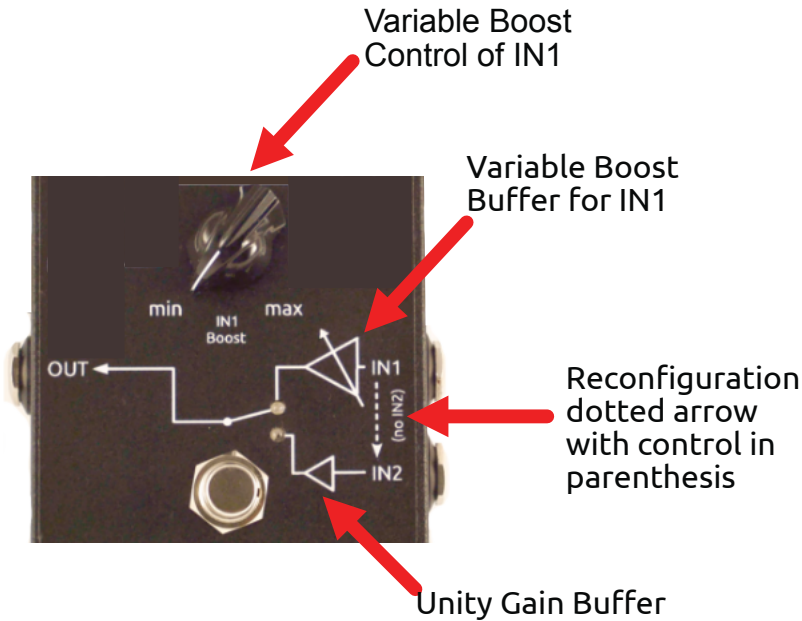 Variable Boost
Control of IN1
Variable Boost
Buffer for IN1
min
IN1
Boost
max
OUT
IN1
(no IN2)
IN2
Reconfiguration
dotted arrow
with control in
parenthesis
Unity Gain Buffer